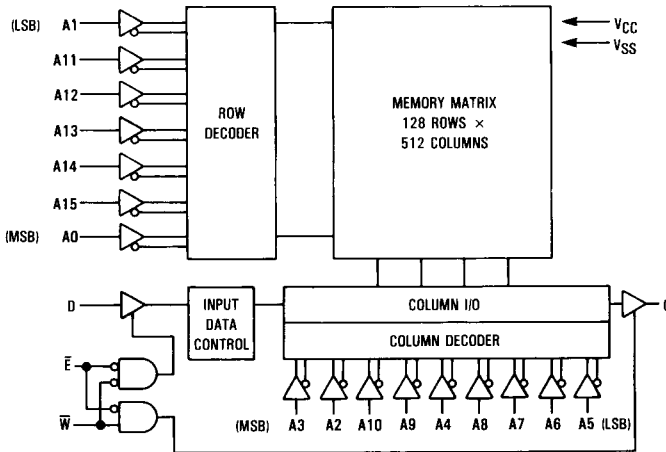 (LSB) A1
A11
A12
A13
A14
A15
(MSB) A0
ROW
DECODER
MEMORY MATRIX
128 ROWS ×
512 COLUMNS
VCC
VSS
D
INPUT
DATA
CONTROL
COLUMN I/O
COLUMN DECODER
E̅
W̅
(MSB) A3 A2 A10 A9 A4 A8 A7 A6 A5 (LSB)